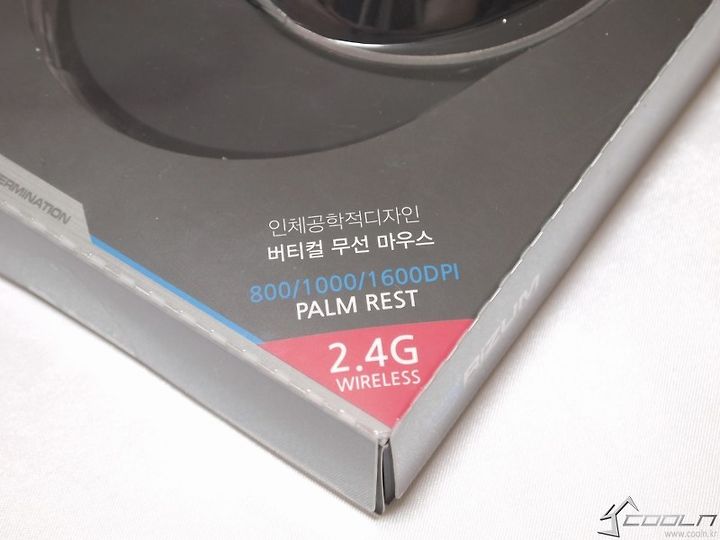 ERMINATION
인체공학적디자인
버티컬 무선 마우스
800/1000/1600DPI
PALM REST
2.4G
WIRELESS
COOLN
www.cooln.kr